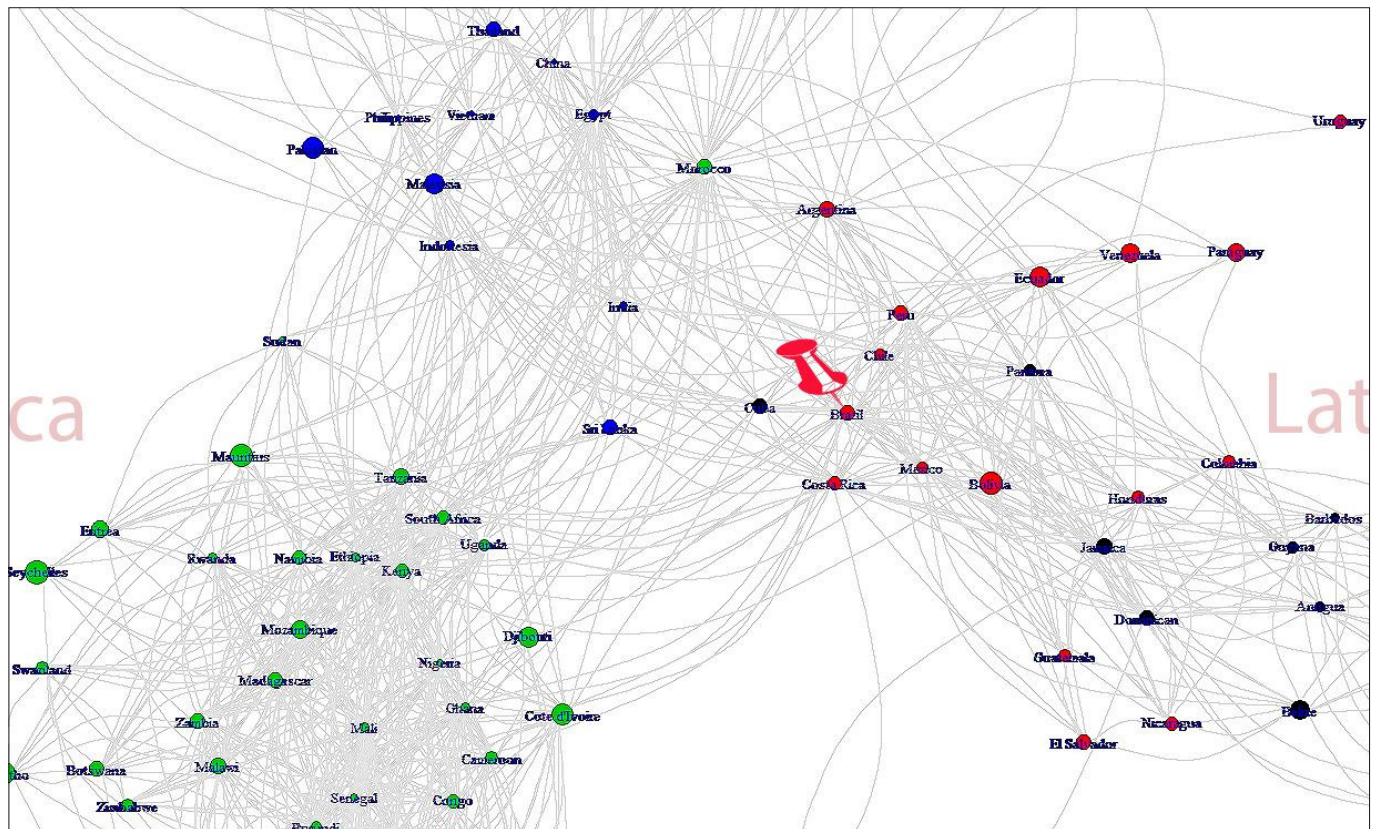 Thailand
China
Philippines
Vietnam
Egypt
Uruguay
Pakistan
Morocco
Malaysia
Argentina
Indonesia
Venezuela
Paraguay
Ecuador
India
Peru
Sudan
Chile
Panama
ca
Lat
Cuba
Brazil
Sri Lanka
Mauritius
Colombia
Mexico
Tanzania
Costa Rica
Bolivia
Honduras
South Africa
Barbados
Eritrea
Uganda
Jamaica
Guyana
Rwanda
Namibia
Ethiopia
Kenya
Seychelles
Antigua
Dominican
Mozambique
Djibouti
Guatemala
Nigeria
Swaziland
Madagascar
Ghana
Cote d'Ivoire
Belize
Zambia
Mali
Nicaragua
El Salvador
Cameroon
Malawi
Botswana
tho
Senegal
Congo
Zimbabwe
Burundi